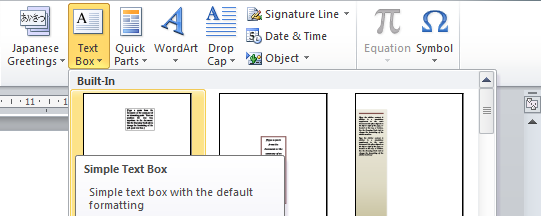 あいさつ
Japanese Greetings
Text Box
Quick Parts
WordArt
Drop Cap
Signature Line
Date & Time
Object
Equation
Symbol
Built-In
11
Simple Text Box
Simple text box with the default
formatting